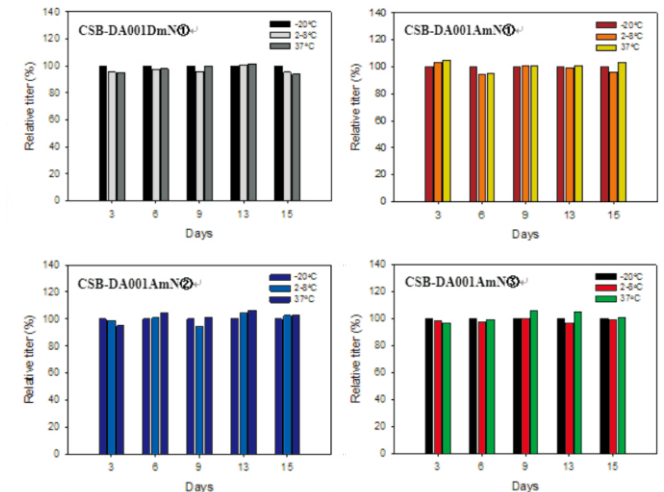 CSB-DA001DmN①
-20°C
2-8°C
37°C
Relative titer (%)
140
120
100
80
60
40
20
0
3 6 9 13 15
Days
CSB-DA001AmN①
-20°C
2-8°C
37°C
Relative titer (%)
140
120
100
80
60
40
20
0
3 6 9 13 15
Days
CSB-DA001AmN②
-20°C
2-8°C
37°C
Relative titer (%)
140
120
100
80
60
40
20
0
3 6 9 13 15
Days
CSB-DA001AmN③
-20°C
2-8°C
37°C
Relative titer (%)
140
120
100
80
60
40
20
0
3 6 9 13 15
Days